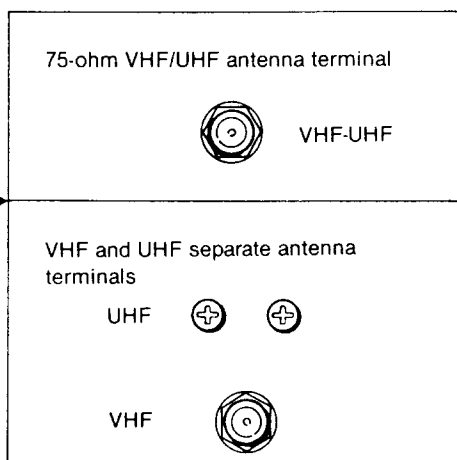 75-ohm VHF/UHF antenna terminal
VHF-UHF
VHF and UHF separate antenna
terminals
UHF
VHF